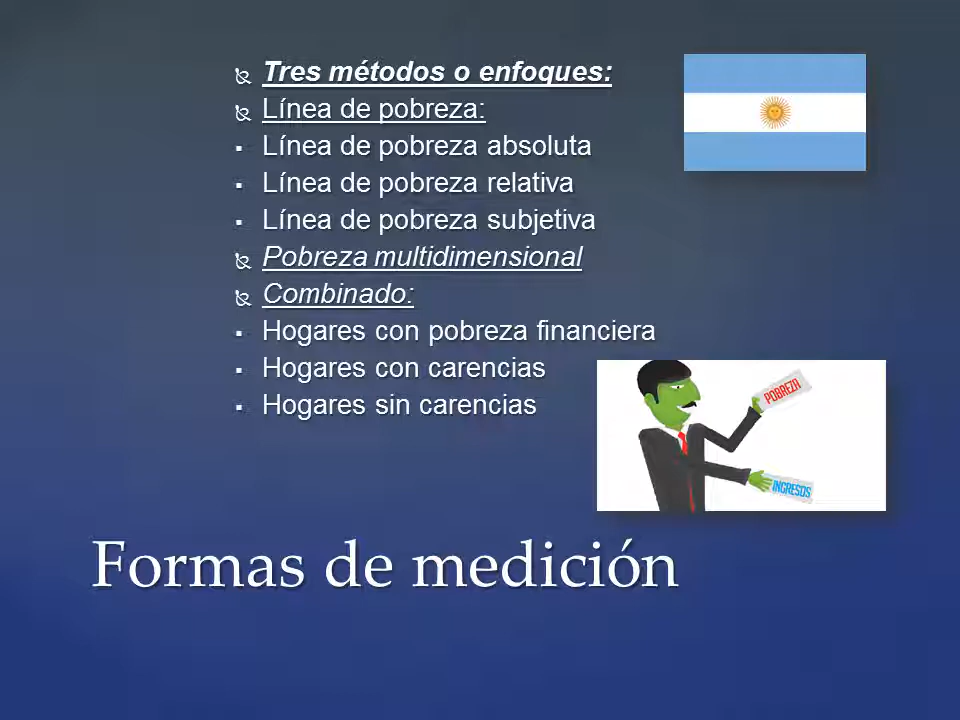 Tres métodos o enfoques:
Línea de pobreza:
Línea de pobreza absoluta
Línea de pobreza relativa
Línea de pobreza subjetiva
Pobreza multidimensional
Combinado:
Hogares con pobreza financiera
Hogares con carencias
Hogares sin carencias
POBREZA
INGRESOS
Formas de medición